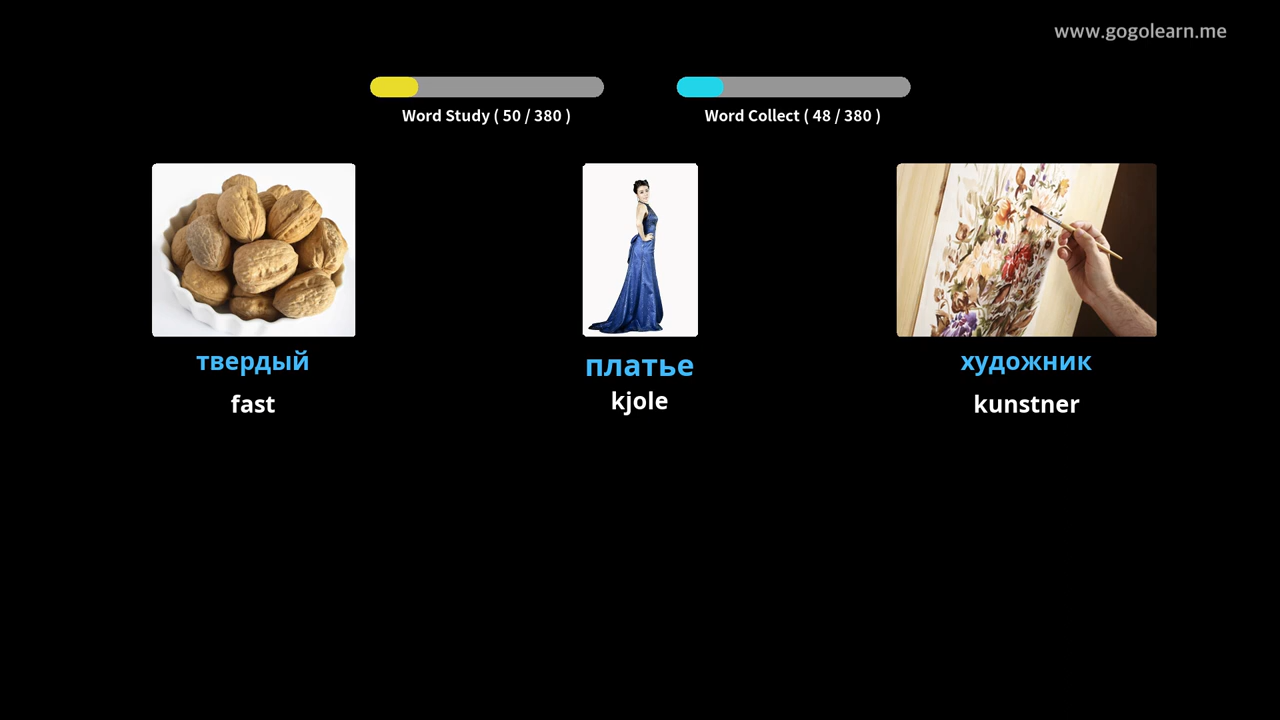 www.gogolearn.me
Word Study ( 50 / 380 )
Word Collect ( 48 / 380 )
твердый
fast
платье
kjole
художник
kunstner